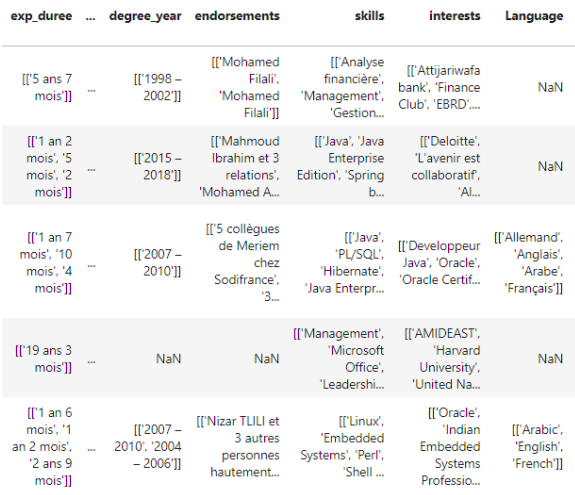 exp_duree ... degree_year endorsements skills interests Language
[['5 ans 7 mois']] ... [['1998 – 2002']] [['Mohamed Filali', 'Mohamed Filali']] [['Analyse financière', 'Management', 'Gestion... [['Attijariwafa bank', 'Finance Club', 'EBRD',... NaN
[['1 an 2 mois', '5 mois', '2 mois']] ... [['2015 – 2018']] [['Mahmoud Ibrahim et 3 relations', 'Mohamed A... [['Java', 'Java Enterprise Edition', 'Spring b... [['Deloitte', 'L'avenir est collaboratif', 'Al... NaN
[['1 an 7 mois', '10 mois', '4 mois']] ... [['2007 – 2010']] [['5 collègues de Meriem chez Sodifrance', '3... [['Java', 'PL/SQL', 'Hibernate', 'Java Enterpr... [['Developpeur Java', 'Oracle', 'Oracle Certif... [['Allemand', 'Anglais', 'Arabe', 'Français']]
[['19 ans 3 mois']] ... NaN NaN [['Management', 'Microsoft Office', 'Leadershi... [['AMIDEAST', 'Harvard University', 'United Na... NaN
[['1 an 6 mois', '1 an 2 mois', '2 ans 9 mois']] ... [['2007 – 2010', '2004 – 2006']] [['Nizar TLILI et 3 autres personnes hautement... [['Linux', 'Embedded Systems', 'Perl', 'Shell ... [['Oracle', 'Indian Embedded Systems Professio... [['Arabic', 'English', 'French']]